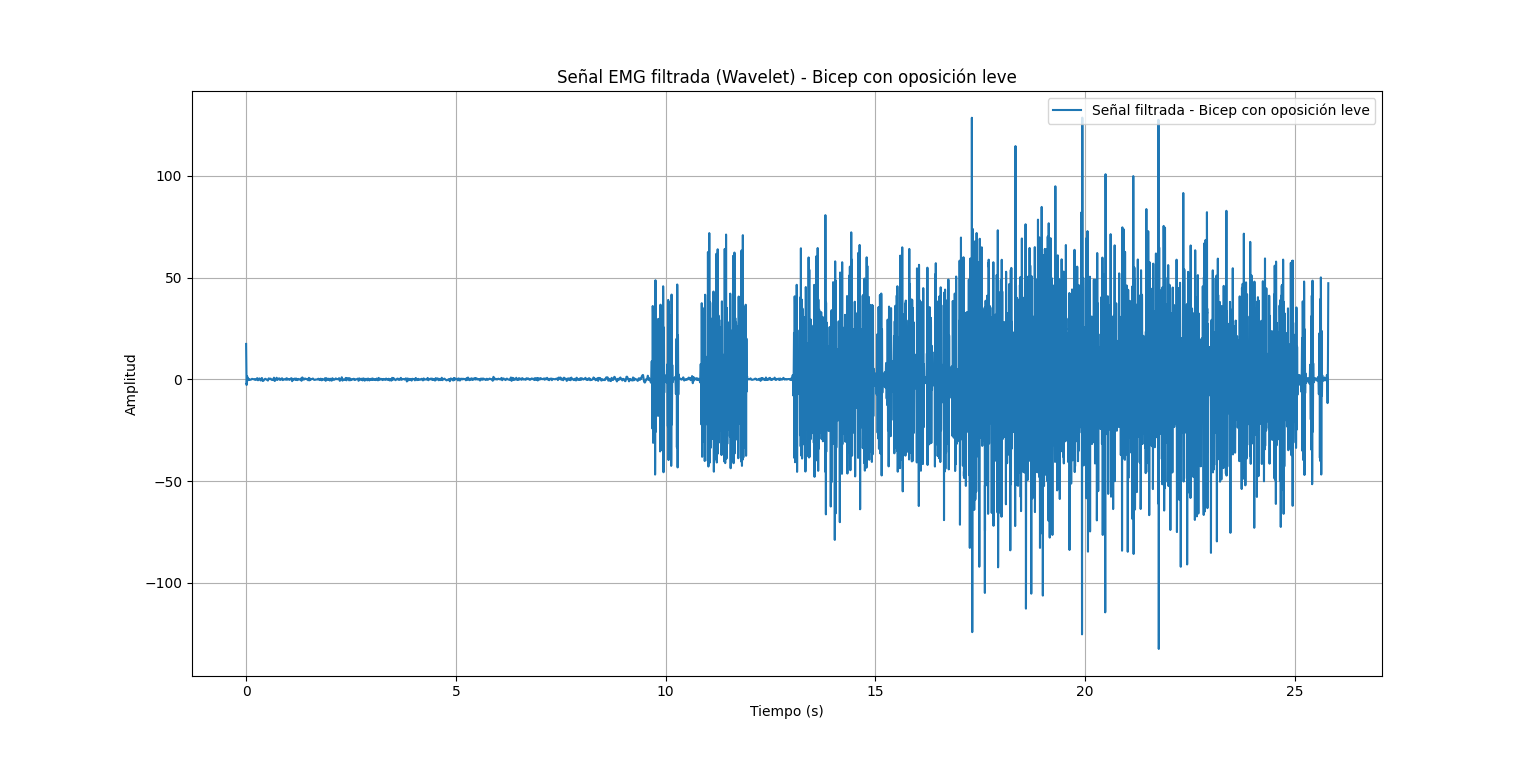 Señal EMG filtrada (Wavelet) - Bicep con oposición leve
Señal filtrada - Bicep con oposición leve
Amplitud
100
50
0
−50
−100
0 5 10 15 20 25
Tiempo (s)